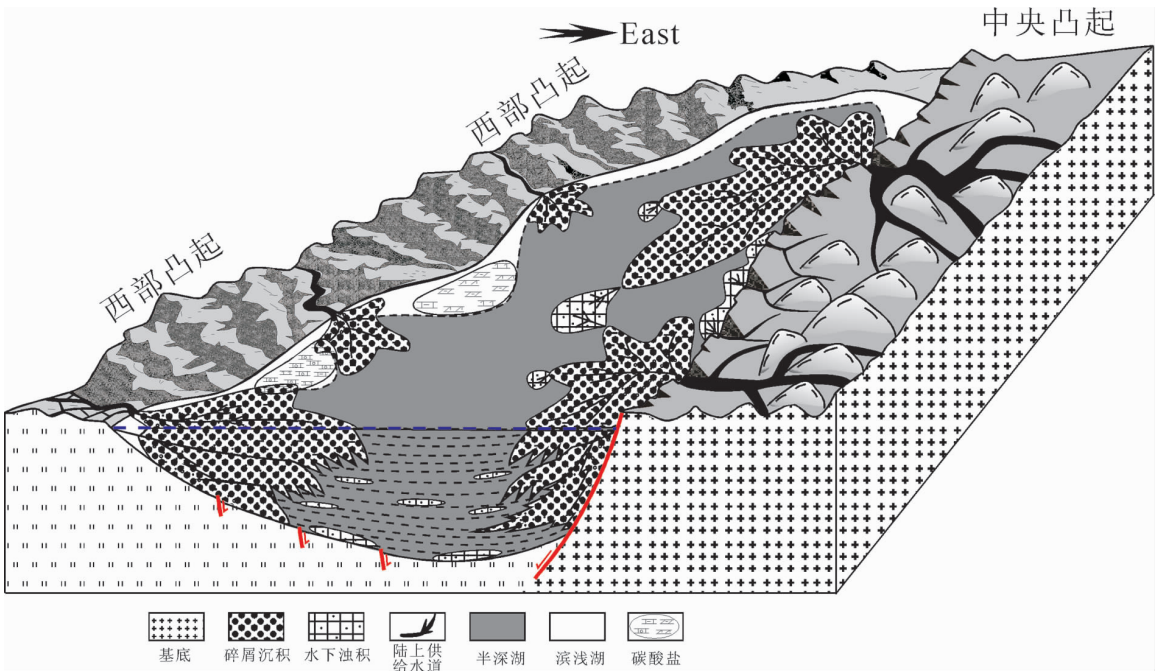 East
中央凸起
西部凸起
西部凸起
基底
碎屑沉积
水下浊积
陆上供
给水道
半深湖
滨浅湖
碳酸盐